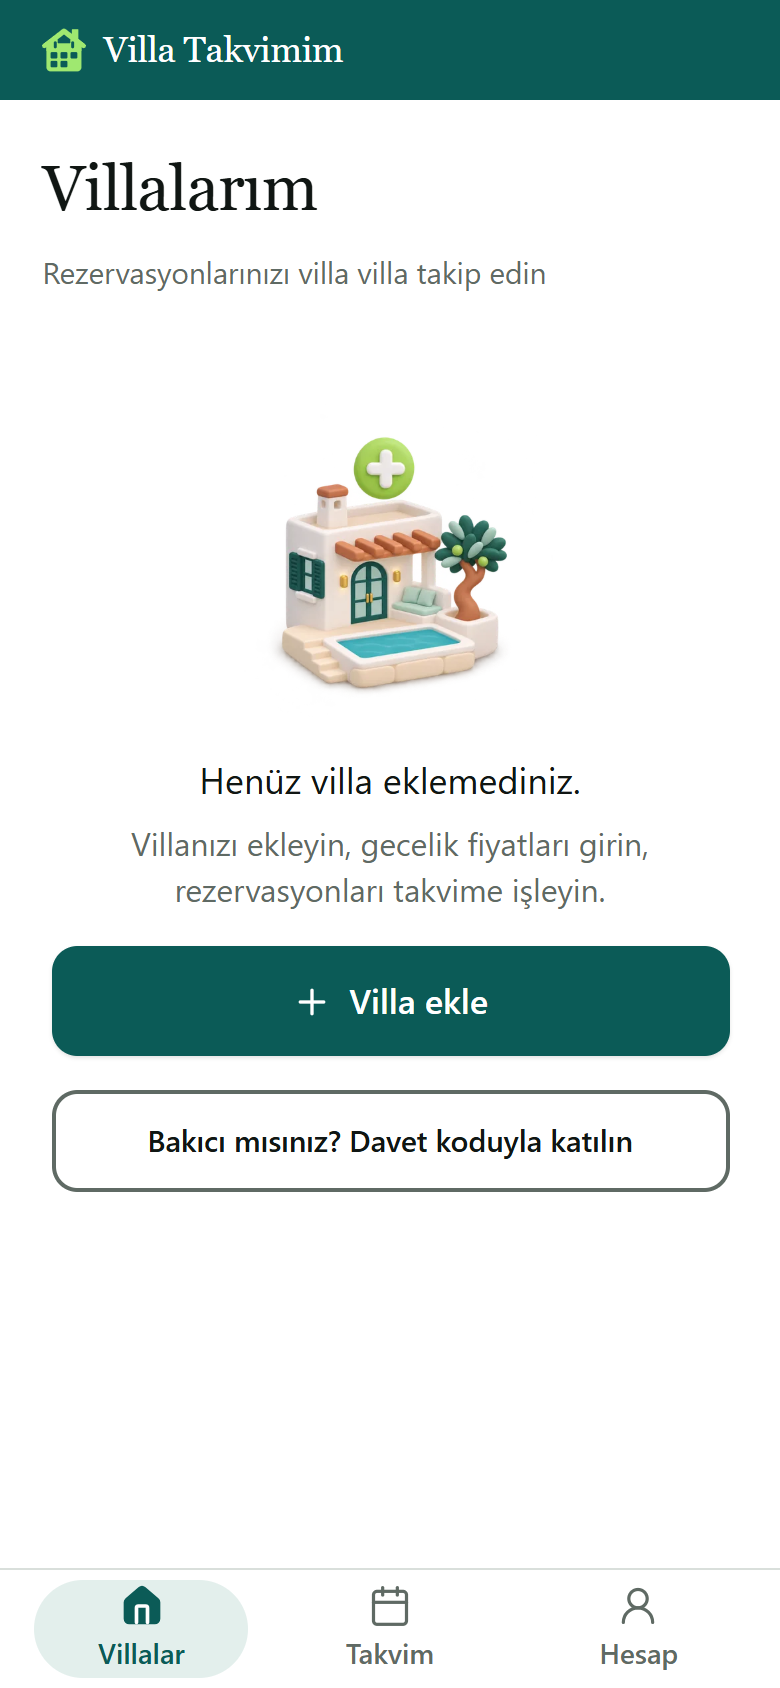 Villa Takvimim
Villalarım
Rezervasyonlarınızı villa villa takip edin
Henüz villa eklemediniz.
Villanızı ekleyin, gecelik fiyatları girin,
rezervasyonları takvime işleyin.
Villa ekle
Bakıcı mısınız? Davet koduyla katılın
Villalar
Takvim
Hesap